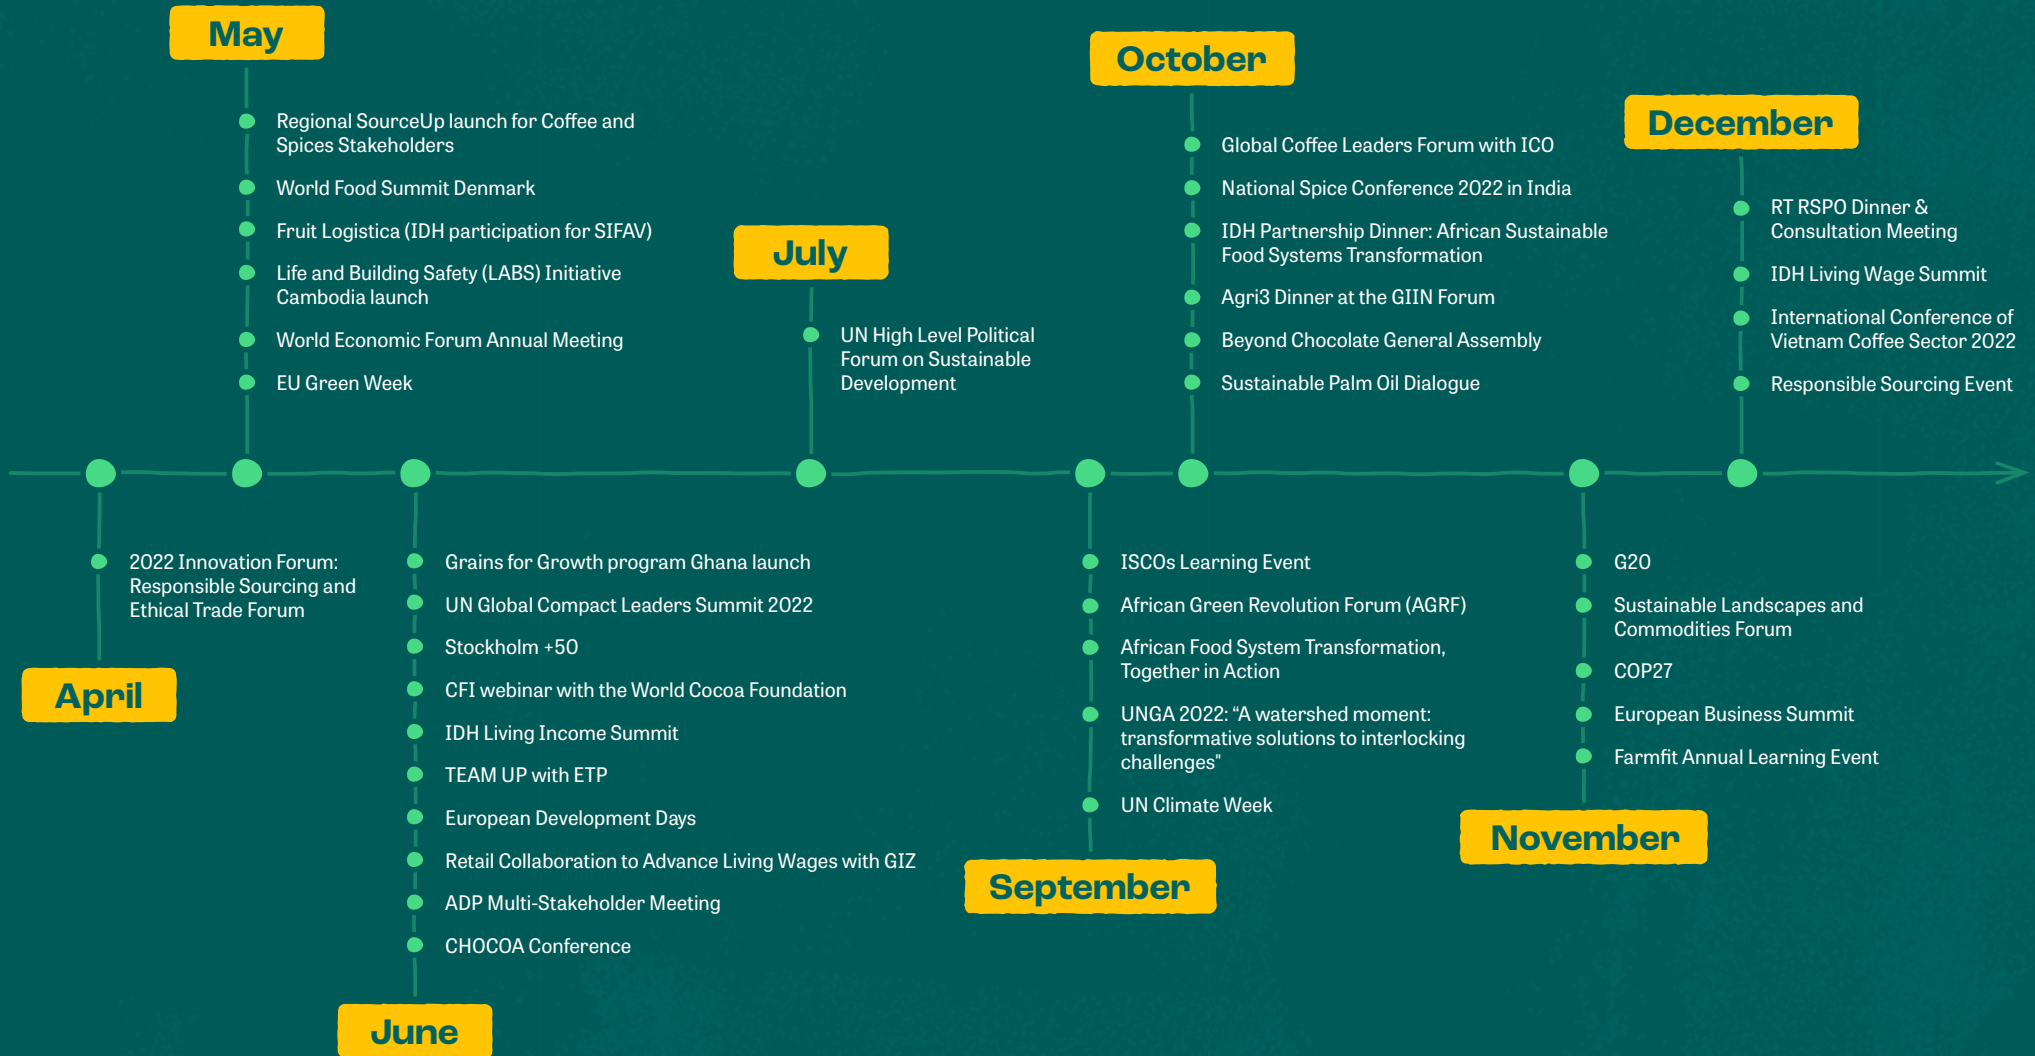 May
Regional SourceUp launch for Coffee and
Spices Stakeholders
World Food Summit Denmark
Fruit Logistica (IDH participation for SIFAV)
Life and Building Safety (LABS) Initiative
Cambodia launch
World Economic Forum Annual Meeting
EU Green Week
July
UN High Level Political
Forum on Sustainable
Development
October
Global Coffee Leaders Forum with ICO
National Spice Conference 2022 in India
IDH Partnership Dinner: African Sustainable
Food Systems Transformation
Agri3 Dinner at the GIIN Forum
Beyond Chocolate General Assembly
Sustainable Palm Oil Dialogue
December
RT RSPO Dinner &
Consultation Meeting
IDH Living Wage Summit
International Conference of
Vietnam Coffee Sector 2022
Responsible Sourcing Event
2022 Innovation Forum:
Responsible Sourcing and
Ethical Trade Forum
April
Grains for Growth program Ghana launch
UN Global Compact Leaders Summit 2022
Stockholm +50
CFI webinar with the World Cocoa Foundation
IDH Living Income Summit
TEAM UP with ETP
European Development Days
Retail Collaboration to Advance Living Wages with GIZ
ADP Multi-Stakeholder Meeting
CHOCOA Conference
June
ISCOs Learning Event
African Green Revolution Forum (AGRF)
African Food System Transformation,
Together in Action
UNGA 2022: “A watershed moment:
transformative solutions to interlocking
challenges"
UN Climate Week
September
G20
Sustainable Landscapes and
Commodities Forum
COP27
European Business Summit
Farmfit Annual Learning Event
November